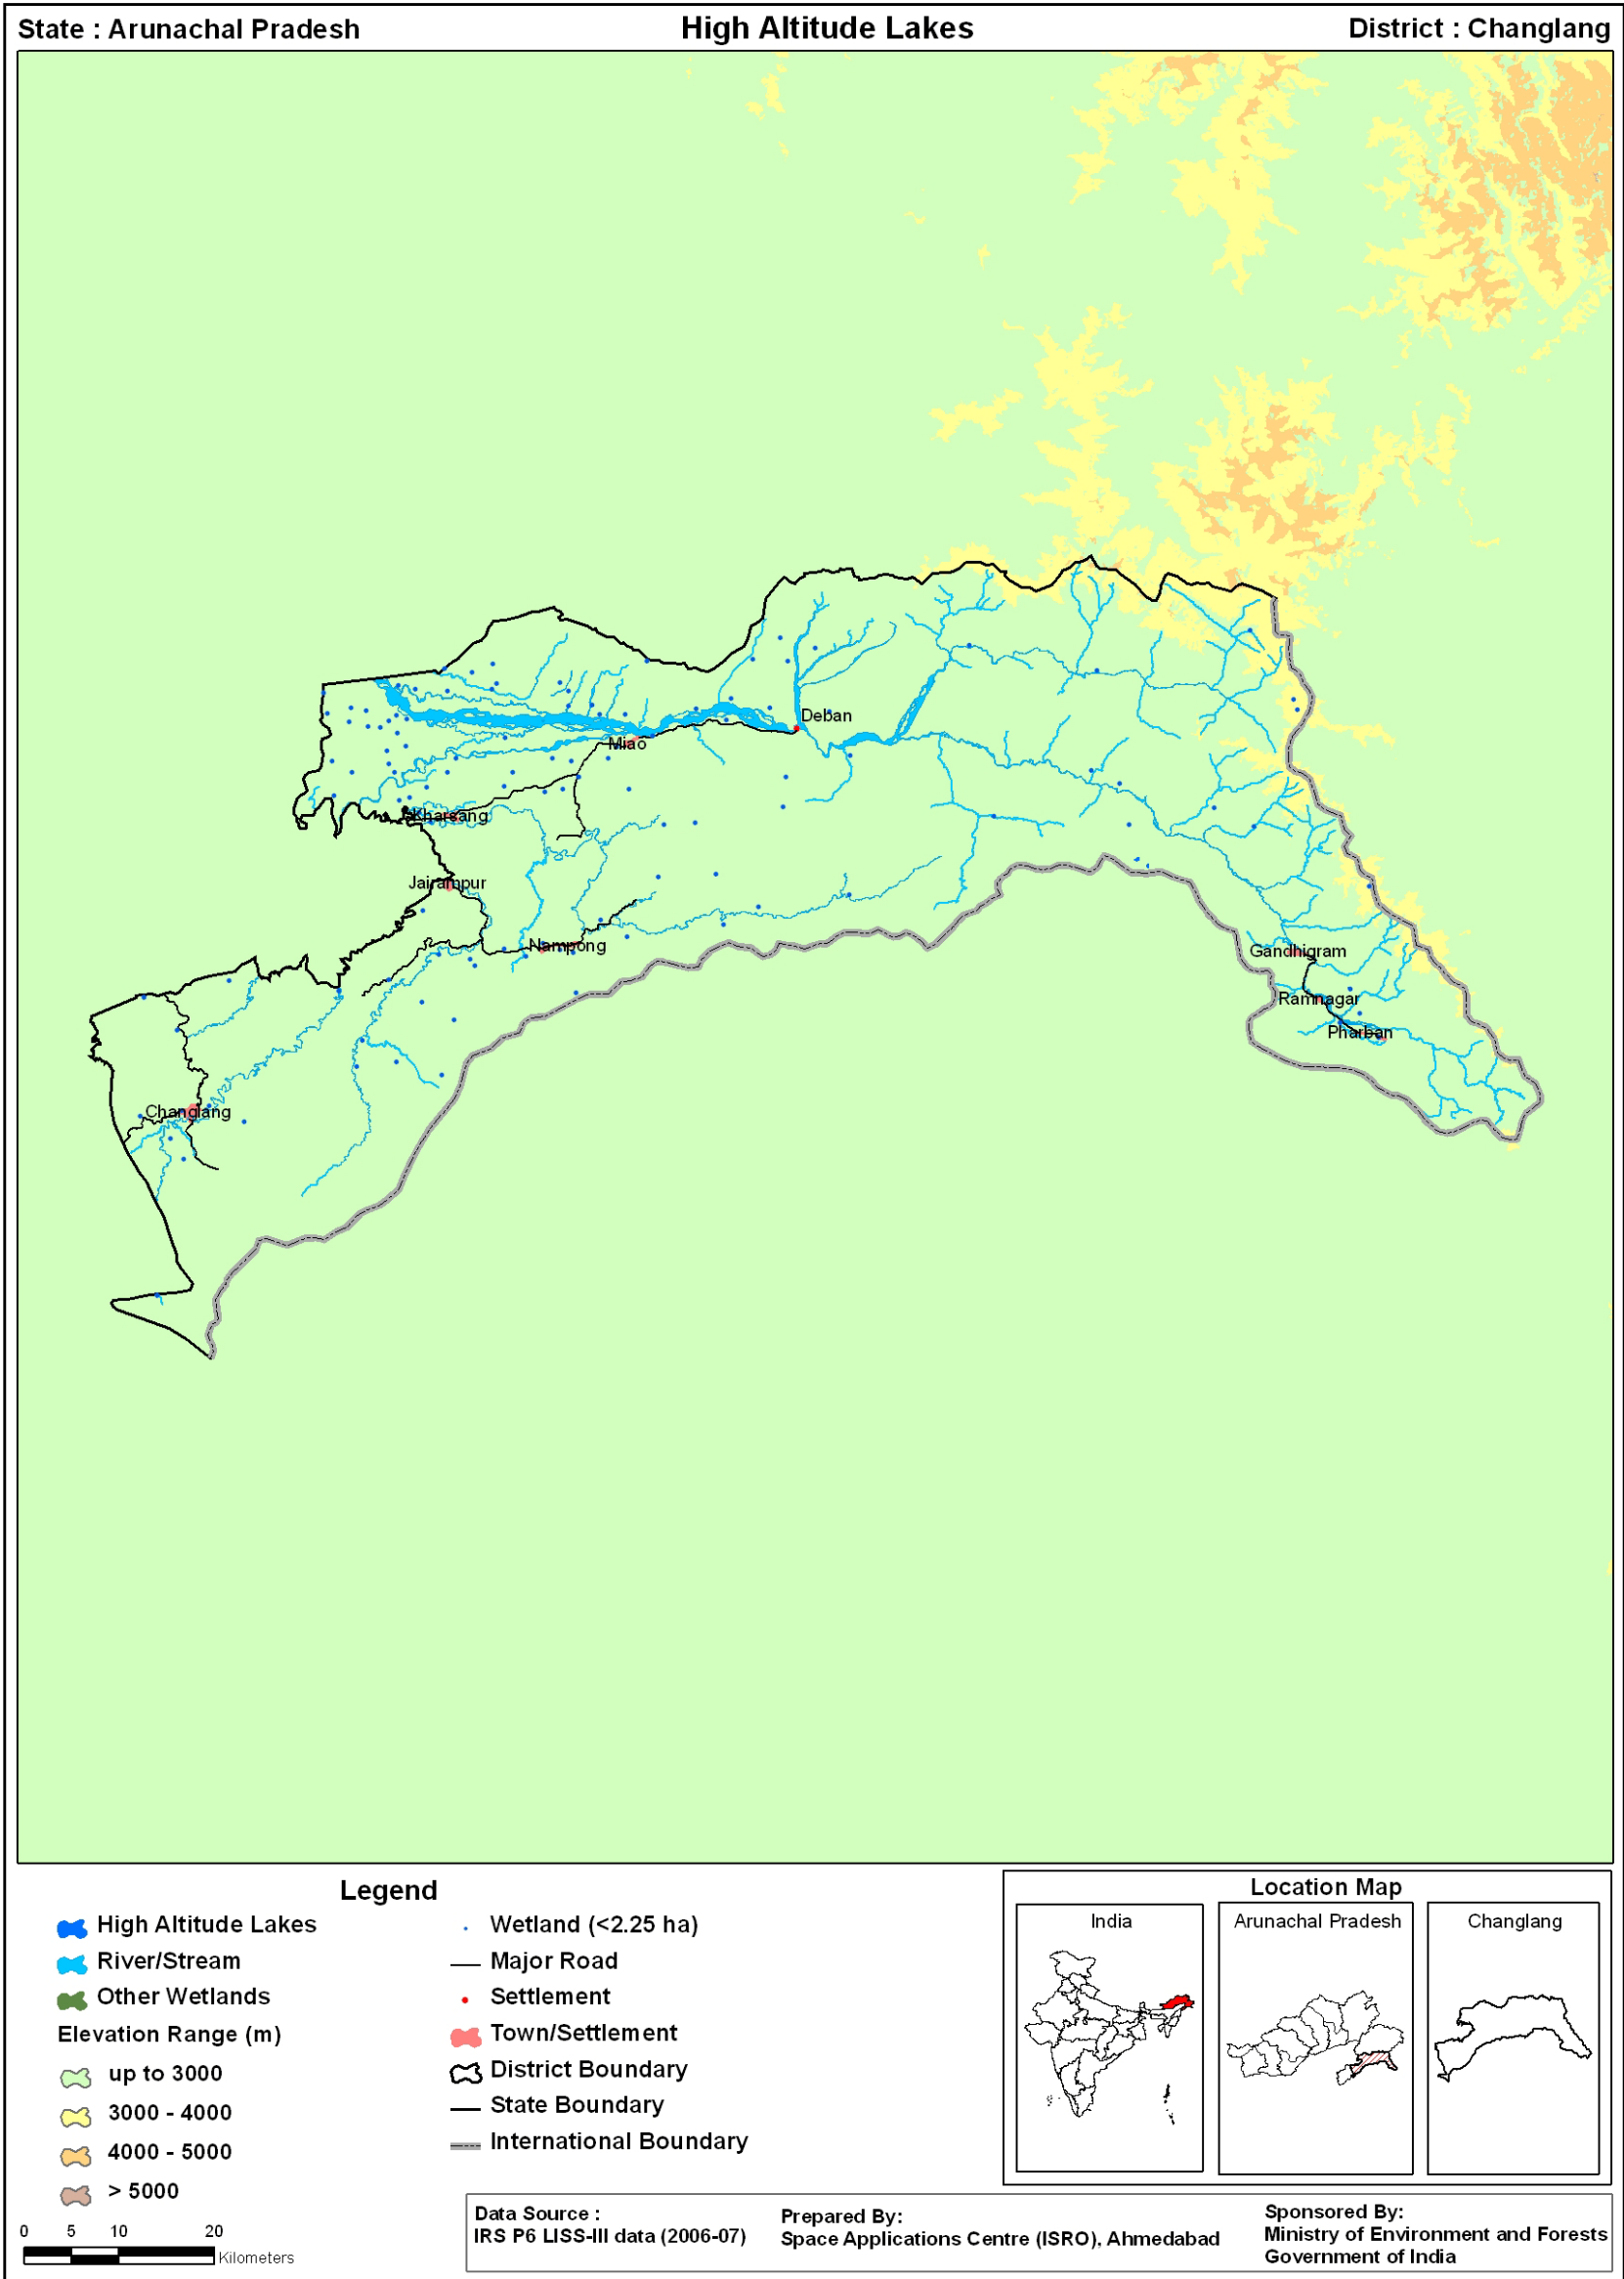 State : Arunachal Pradesh
High Altitude Lakes
District : Changlang
Deban
Miao
Kharsang
Jairampur
Nampong
Gandhigram
Ramnagar
Pharban
Changlang
Legend
High Altitude Lakes
River/Stream
Other Wetlands
Elevation Range (m)
up to 3000
3000 - 4000
4000 - 5000
> 5000
0 5 10 20
Kilometers
Wetland (<2.25 ha)
Major Road
Settlement
Town/Settlement
District Boundary
State Boundary
International Boundary
Location Map
India
Arunachal Pradesh
Changlang
Data Source :
IRS P6 LISS-III data (2006-07)
Prepared By:
Space Applications Centre (ISRO), Ahmedabad
Sponsored By:
Ministry of Environment and Forests
Government of India